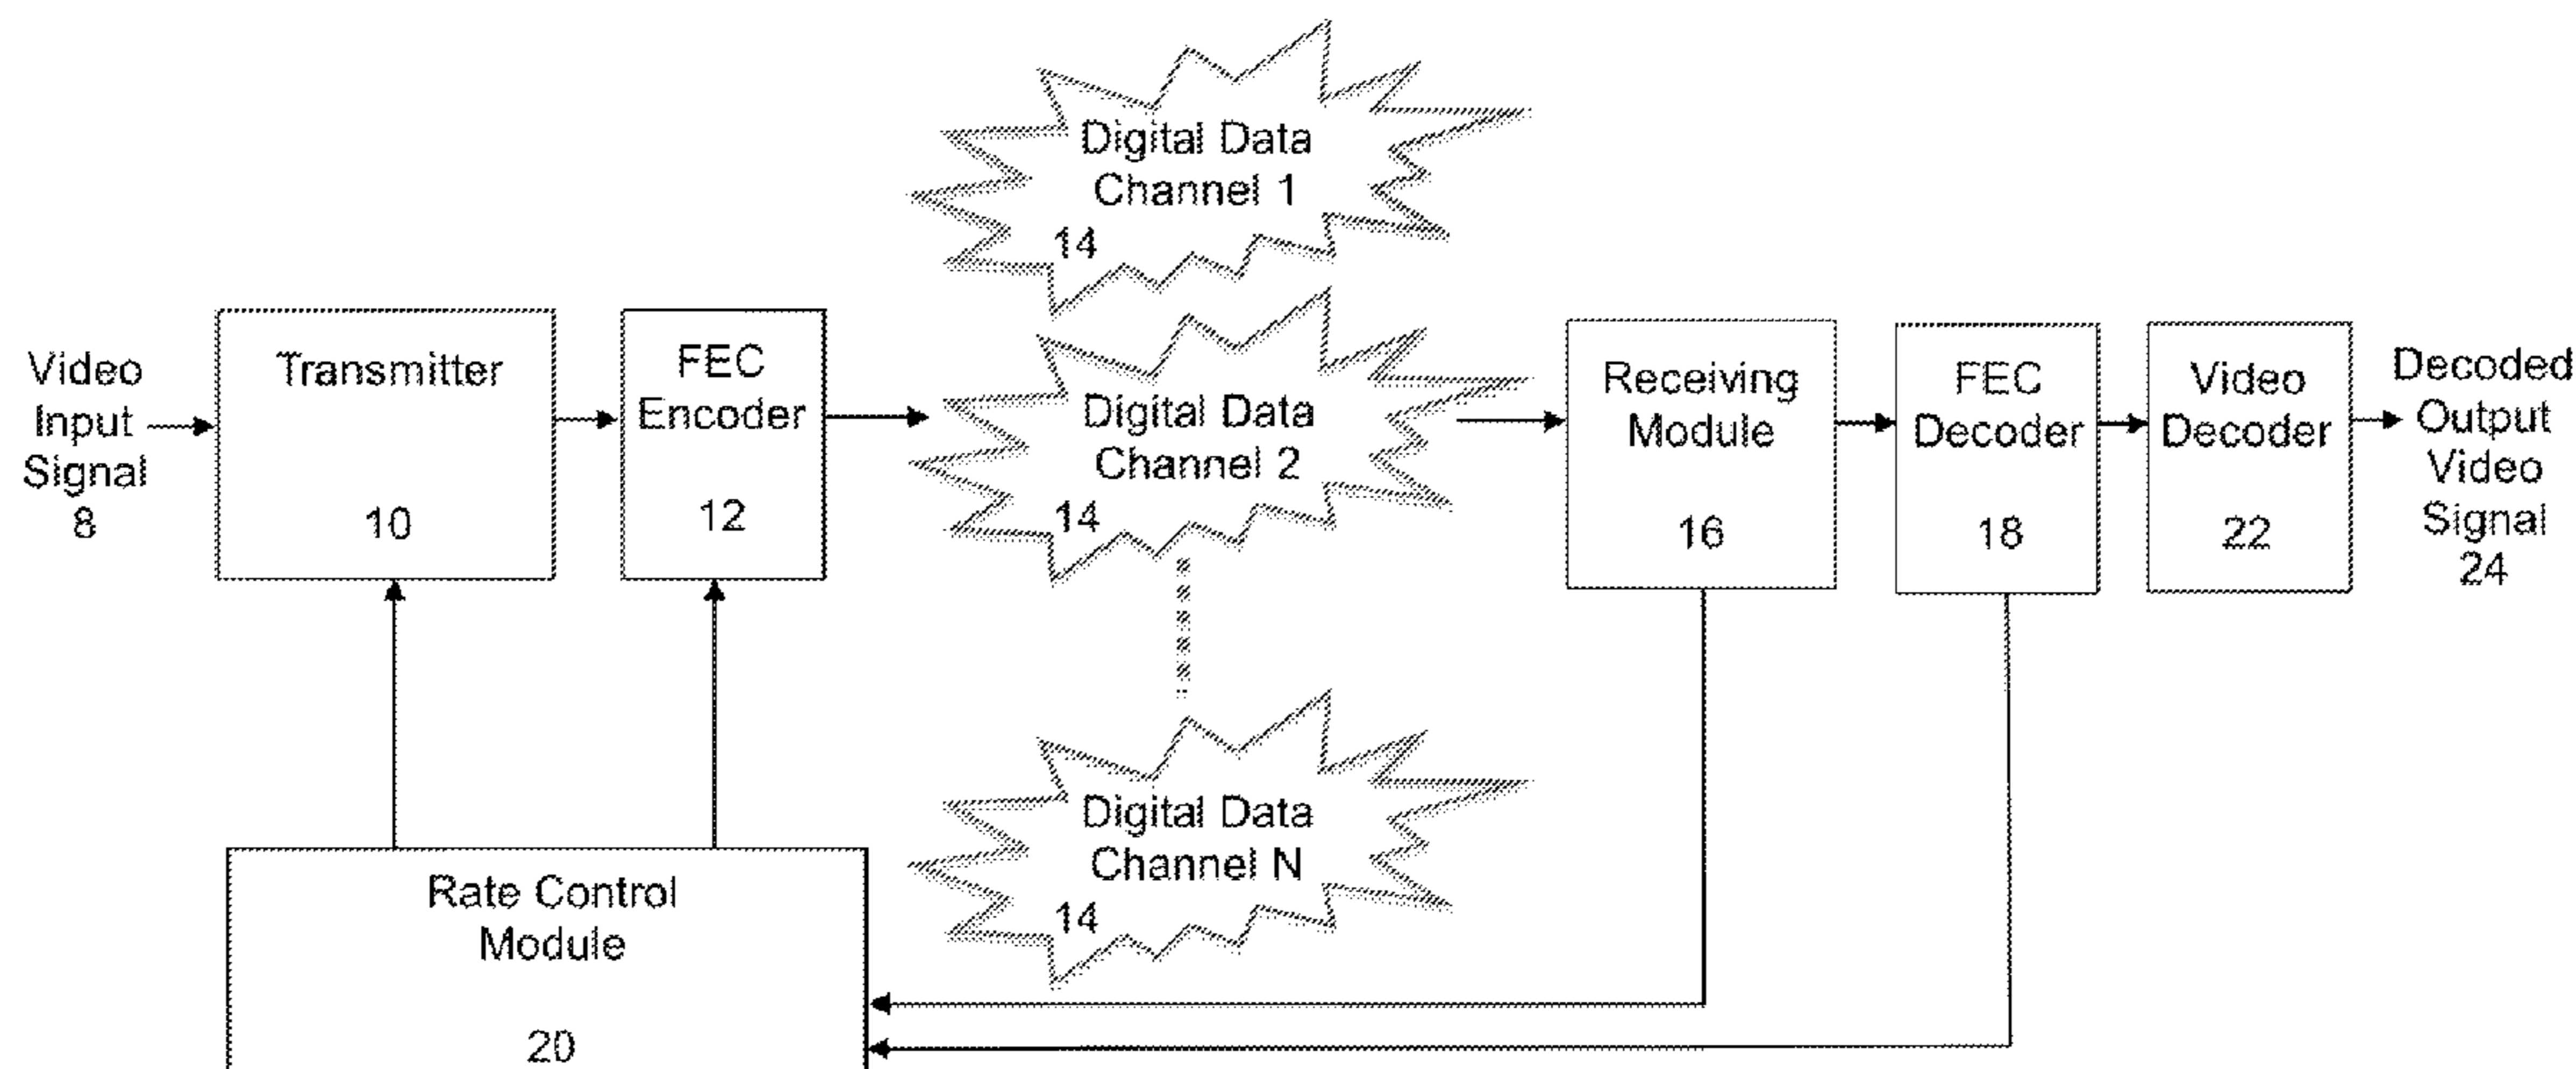 Video
Input
Signal
8
Transmitter
10
FEC
Encoder
12
Digital Data
Channel 1
14
Digital Data
Channel 2
14
Digital Data
Channel N
14
Receiving
Module
16
FEC
Decoder
18
Video
Decoder
22
Decoded
Output
Video
Signal
24
Rate Control
Module
20